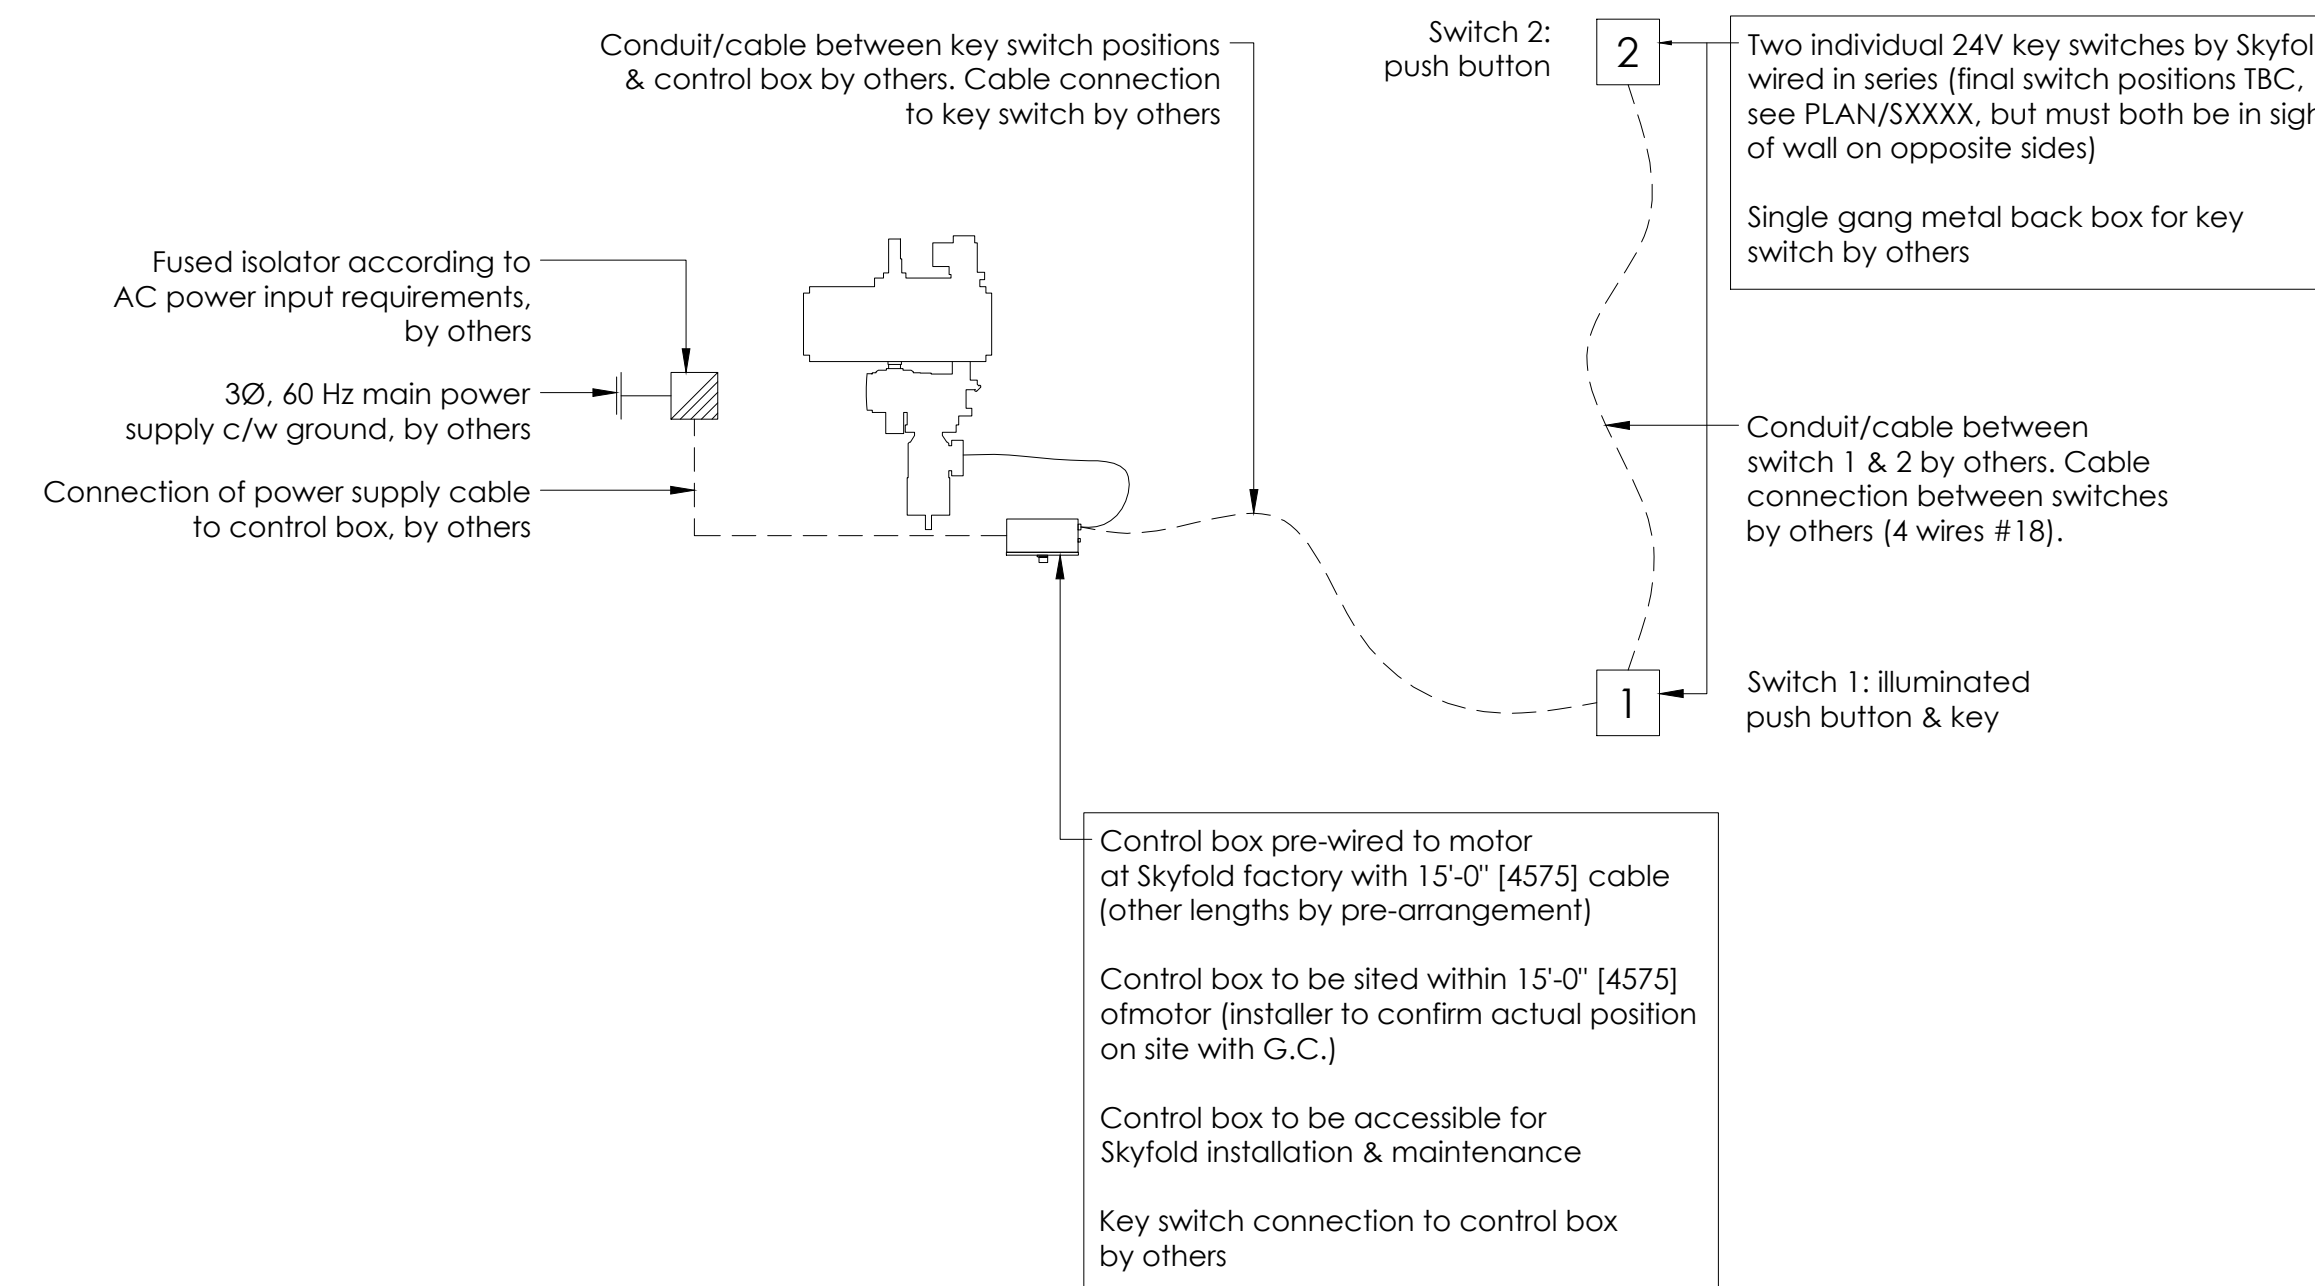 Conduit/cable between key switch positions
& control box by others. Cable connection
to key switch by others
Switch 2:
push button
2
Two individual 24V key switches by Skyfol
wired in series (final switch positions TBC,
see PLAN/SXXXX, but must both be in sigh
of wall on opposite sides)
Single gang metal back box for key
switch by others
Fused isolator according to
AC power input requirements,
by others
3Ø, 60 Hz main power
supply c/w ground, by others
Connection of power supply cable
to control box, by others
Conduit/cable between
switch 1 & 2 by others. Cable
connection between switches
by others (4 wires #18).
1
Switch 1: illuminated
push button & key
Control box pre-wired to motor
at Skyfold factory with 15'-0" [4575] cable
(other lengths by pre-arrangement)
Control box to be sited within 15'-0" [4575]
ofmotor (installer to confirm actual position
on site with G.C.)
Control box to be accessible for
Skyfold installation & maintenance
Key switch connection to control box
by others